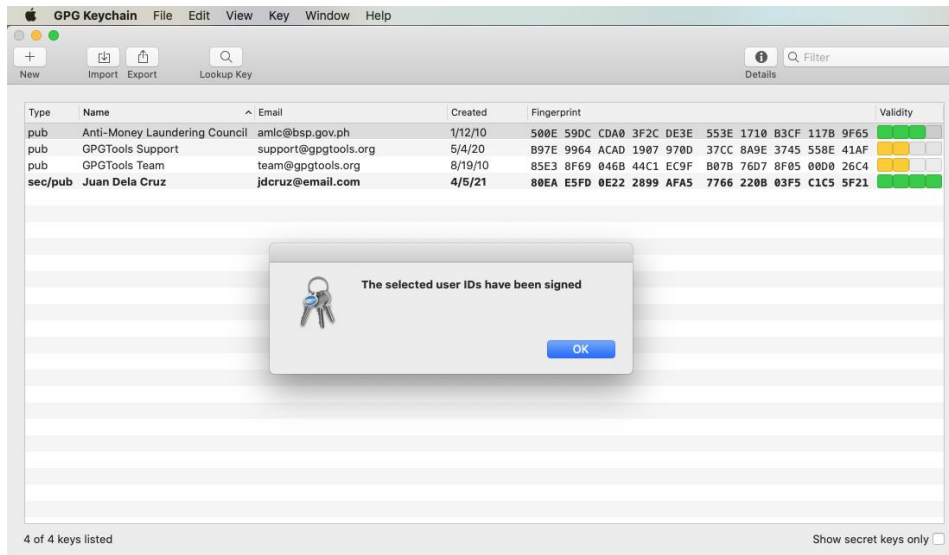 GPG Keychain File Edit View Key Window Help
New Import Export Lookup Key Details Filter
Type Name Email Created Fingerprint Validity
pub Anti-Money Laundering Council amlc@bsp.gov.ph 1/12/10 500E 59DC CDA0 3F2C DE3E 553E 1710 B3CF 117B 9F65
pub GPGTools Support support@gpgtools.org 5/4/20 B97E 9964 ACAD 1907 970D 37CC 8A9E 3745 558E 41AF
pub GPGTools Team team@gpgtools.org 8/19/10 85E3 8F69 046B 44C1 EC9F B07B 76D7 8F05 00D0 26C4
sec/pub Juan Dela Cruz jdcruz@email.com 4/5/21 80EA E5FD 0E22 2899 AFA5 7766 220B 03F5 C1C5 5F21
The selected user IDs have been signed
OK
4 of 4 keys listed Show secret keys only